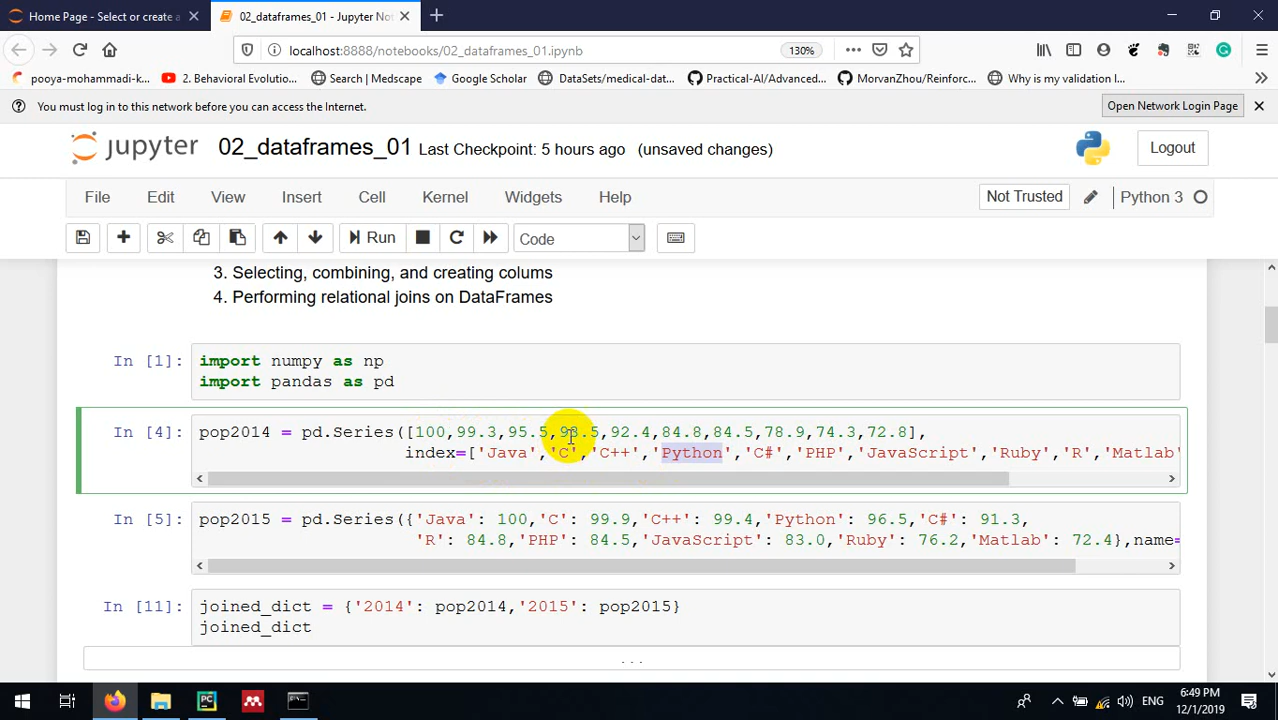 Home Page - Select or create a
02_dataframes_01 - Jupyter Not
localhost:8888/notebooks/02_dataframes_01.ipynb
130%
pooya-mohammadi-k...
2. Behavioral Evolutio...
Search | Medscape
Google Scholar
DataSets/medical-dat...
Practical-AI/Advanced...
MorvanZhou/Reinforc...
Why is my validation l...
You must log in to this network before you can access the Internet.
Open Network Login Page
jupyter 02_dataframes_01 Last Checkpoint: 5 hours ago (unsaved changes)
Logout
File Edit View Insert Cell Kernel Widgets Help
Not Trusted
Python 3
Run
Code
3. Selecting, combining, and creating colums
4. Performing relational joins on DataFrames
In [1]: import numpy as np
import pandas as pd
In [4]: pop2014 = pd.Series([100,99.3,95.5,93.5,92.4,84.8,84.5,78.9,74.3,72.8],
index=['Java','C','C++','Python','C#','PHP','JavaScript','Ruby','R','Matlab'
In [5]: pop2015 = pd.Series({'Java': 100,'C': 99.9,'C++': 99.4,'Python': 96.5,'C#': 91.3,
'R': 84.8,'PHP': 84.5,'JavaScript': 83.0,'Ruby': 76.2,'Matlab': 72.4},name=
In [11]: joined_dict = {'2014': pop2014,'2015': pop2015}
joined_dict
...
ENG
6:49 PM
12/1/2019